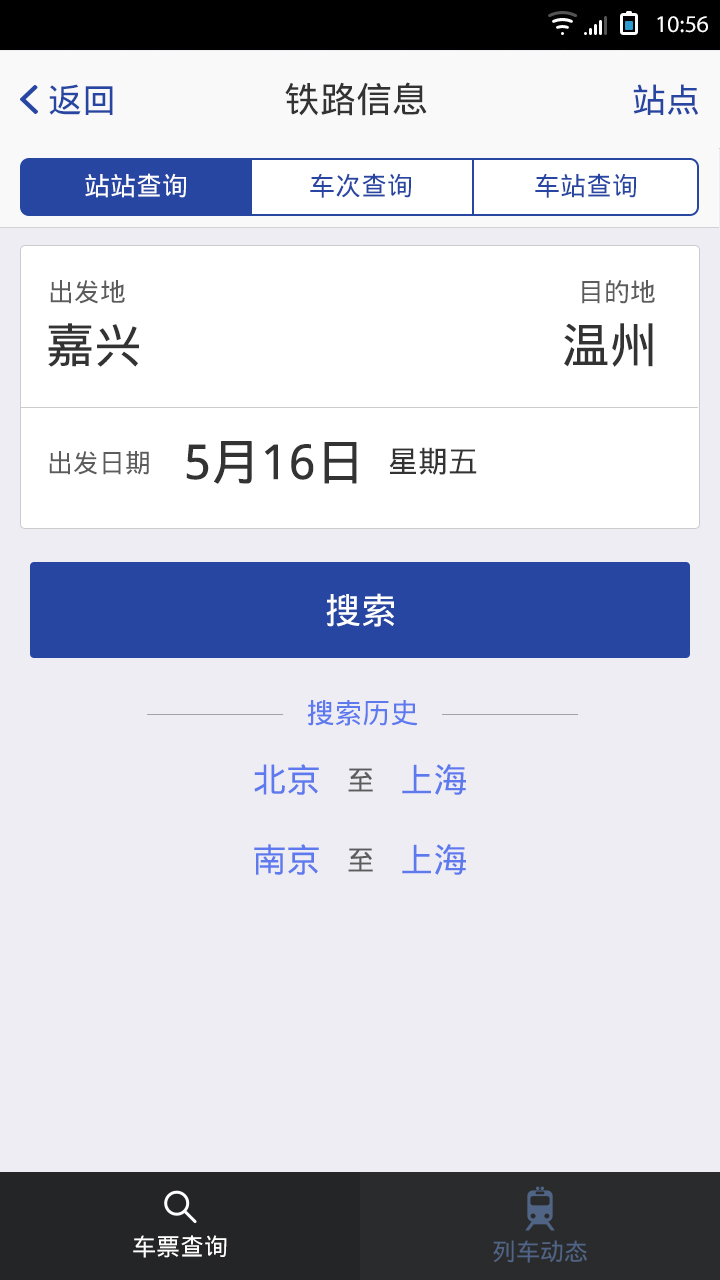 10:56
返回 铁路信息 站点
站站查询 车次查询 车站查询
出发地 目的地
嘉兴 温州
出发日期 5月16日 星期五
搜索
搜索历史
北京 至 上海
南京 至 上海
车票查询 列车动态